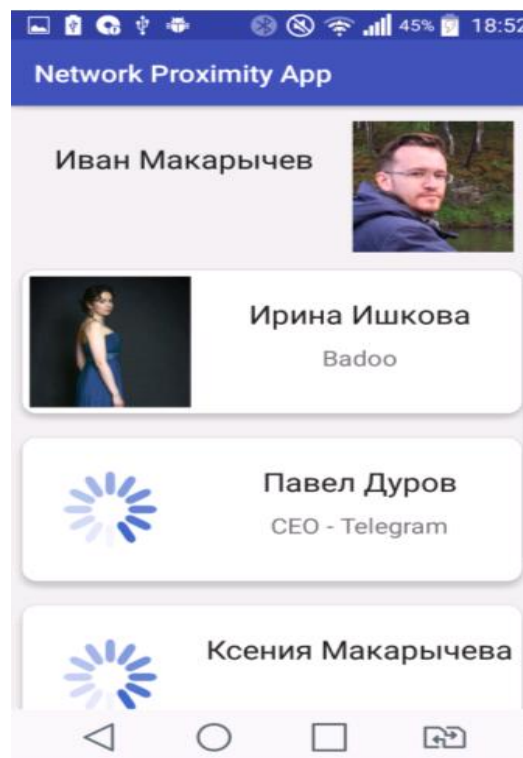 45% 18:52
Network Proximity App
Иван Макарычев
Ирина Ишкова
Badoo
Павел Дуров
CEO - Telegram
Ксения Макарычева